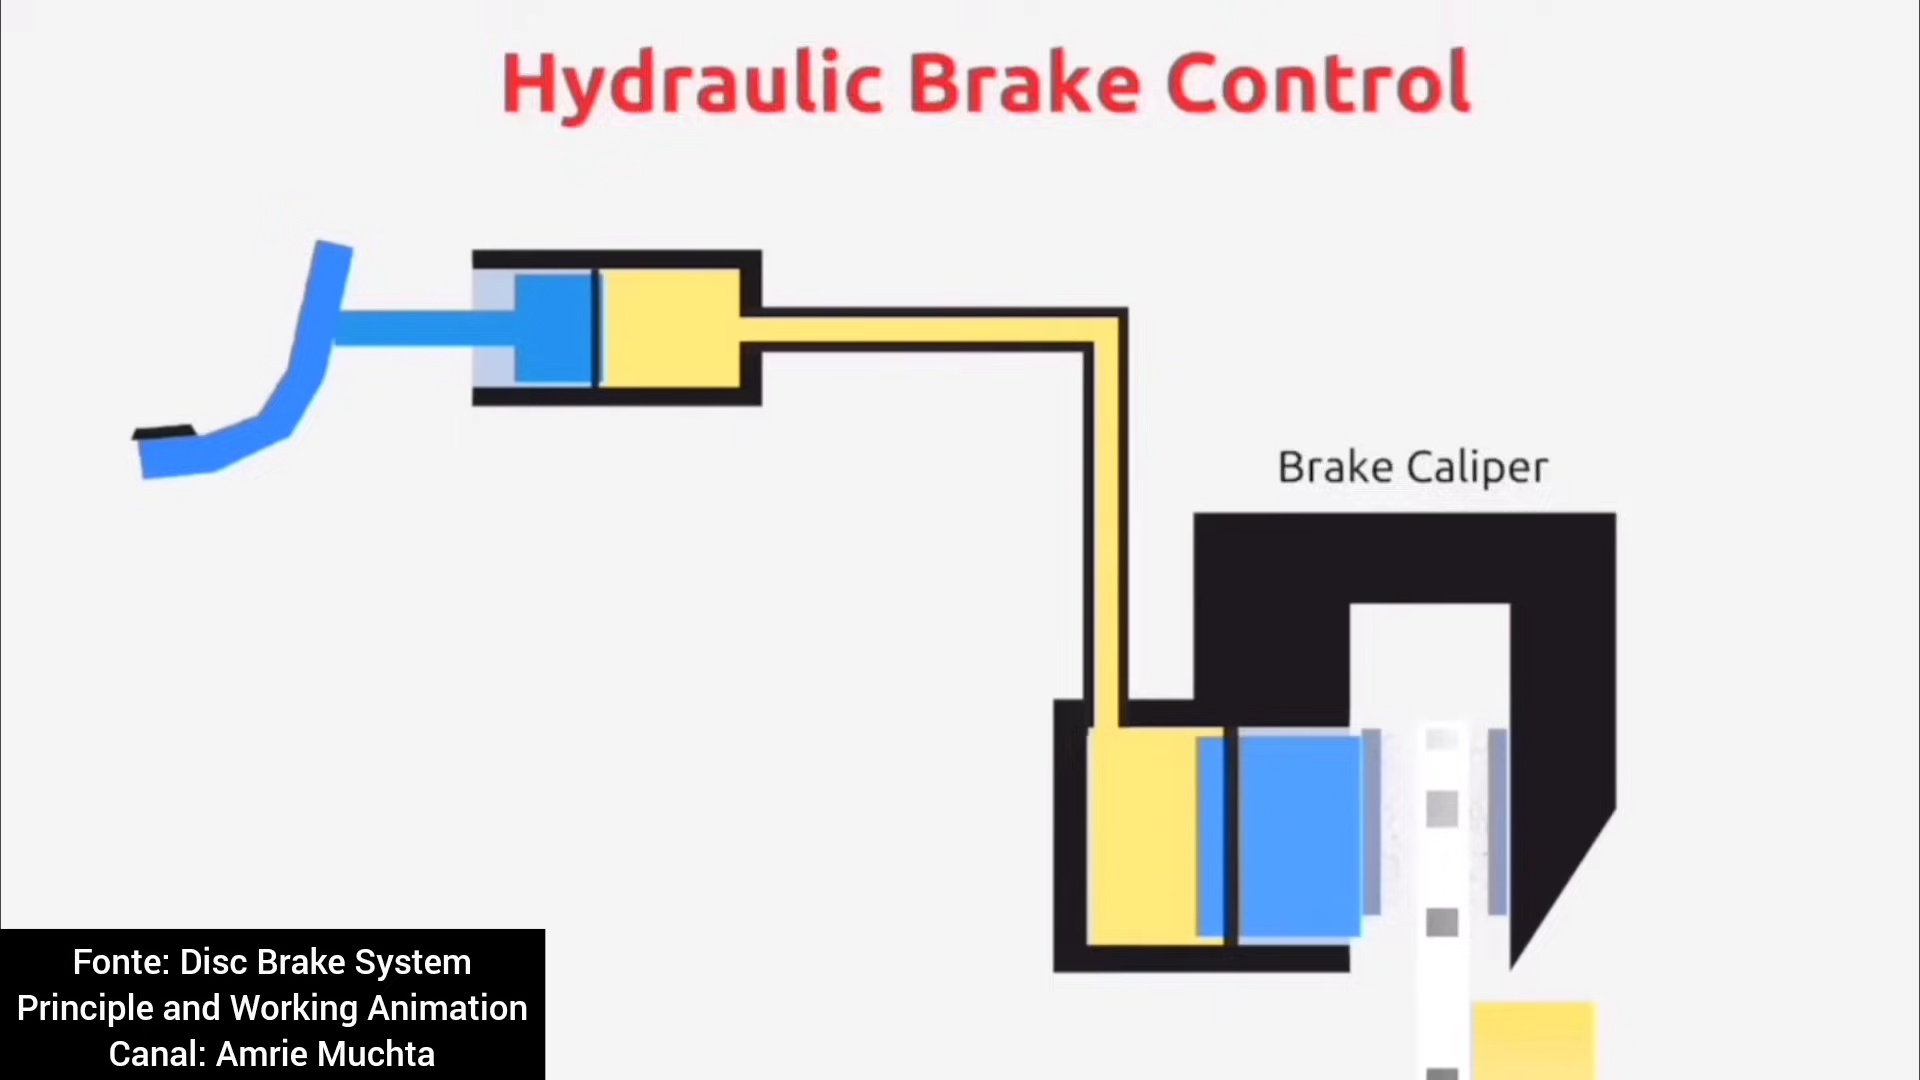 Hydraulic Brake Control
Brake Caliper
Fonte: Disc Brake System
Principle and Working Animation
Canal: Amrie Muchta